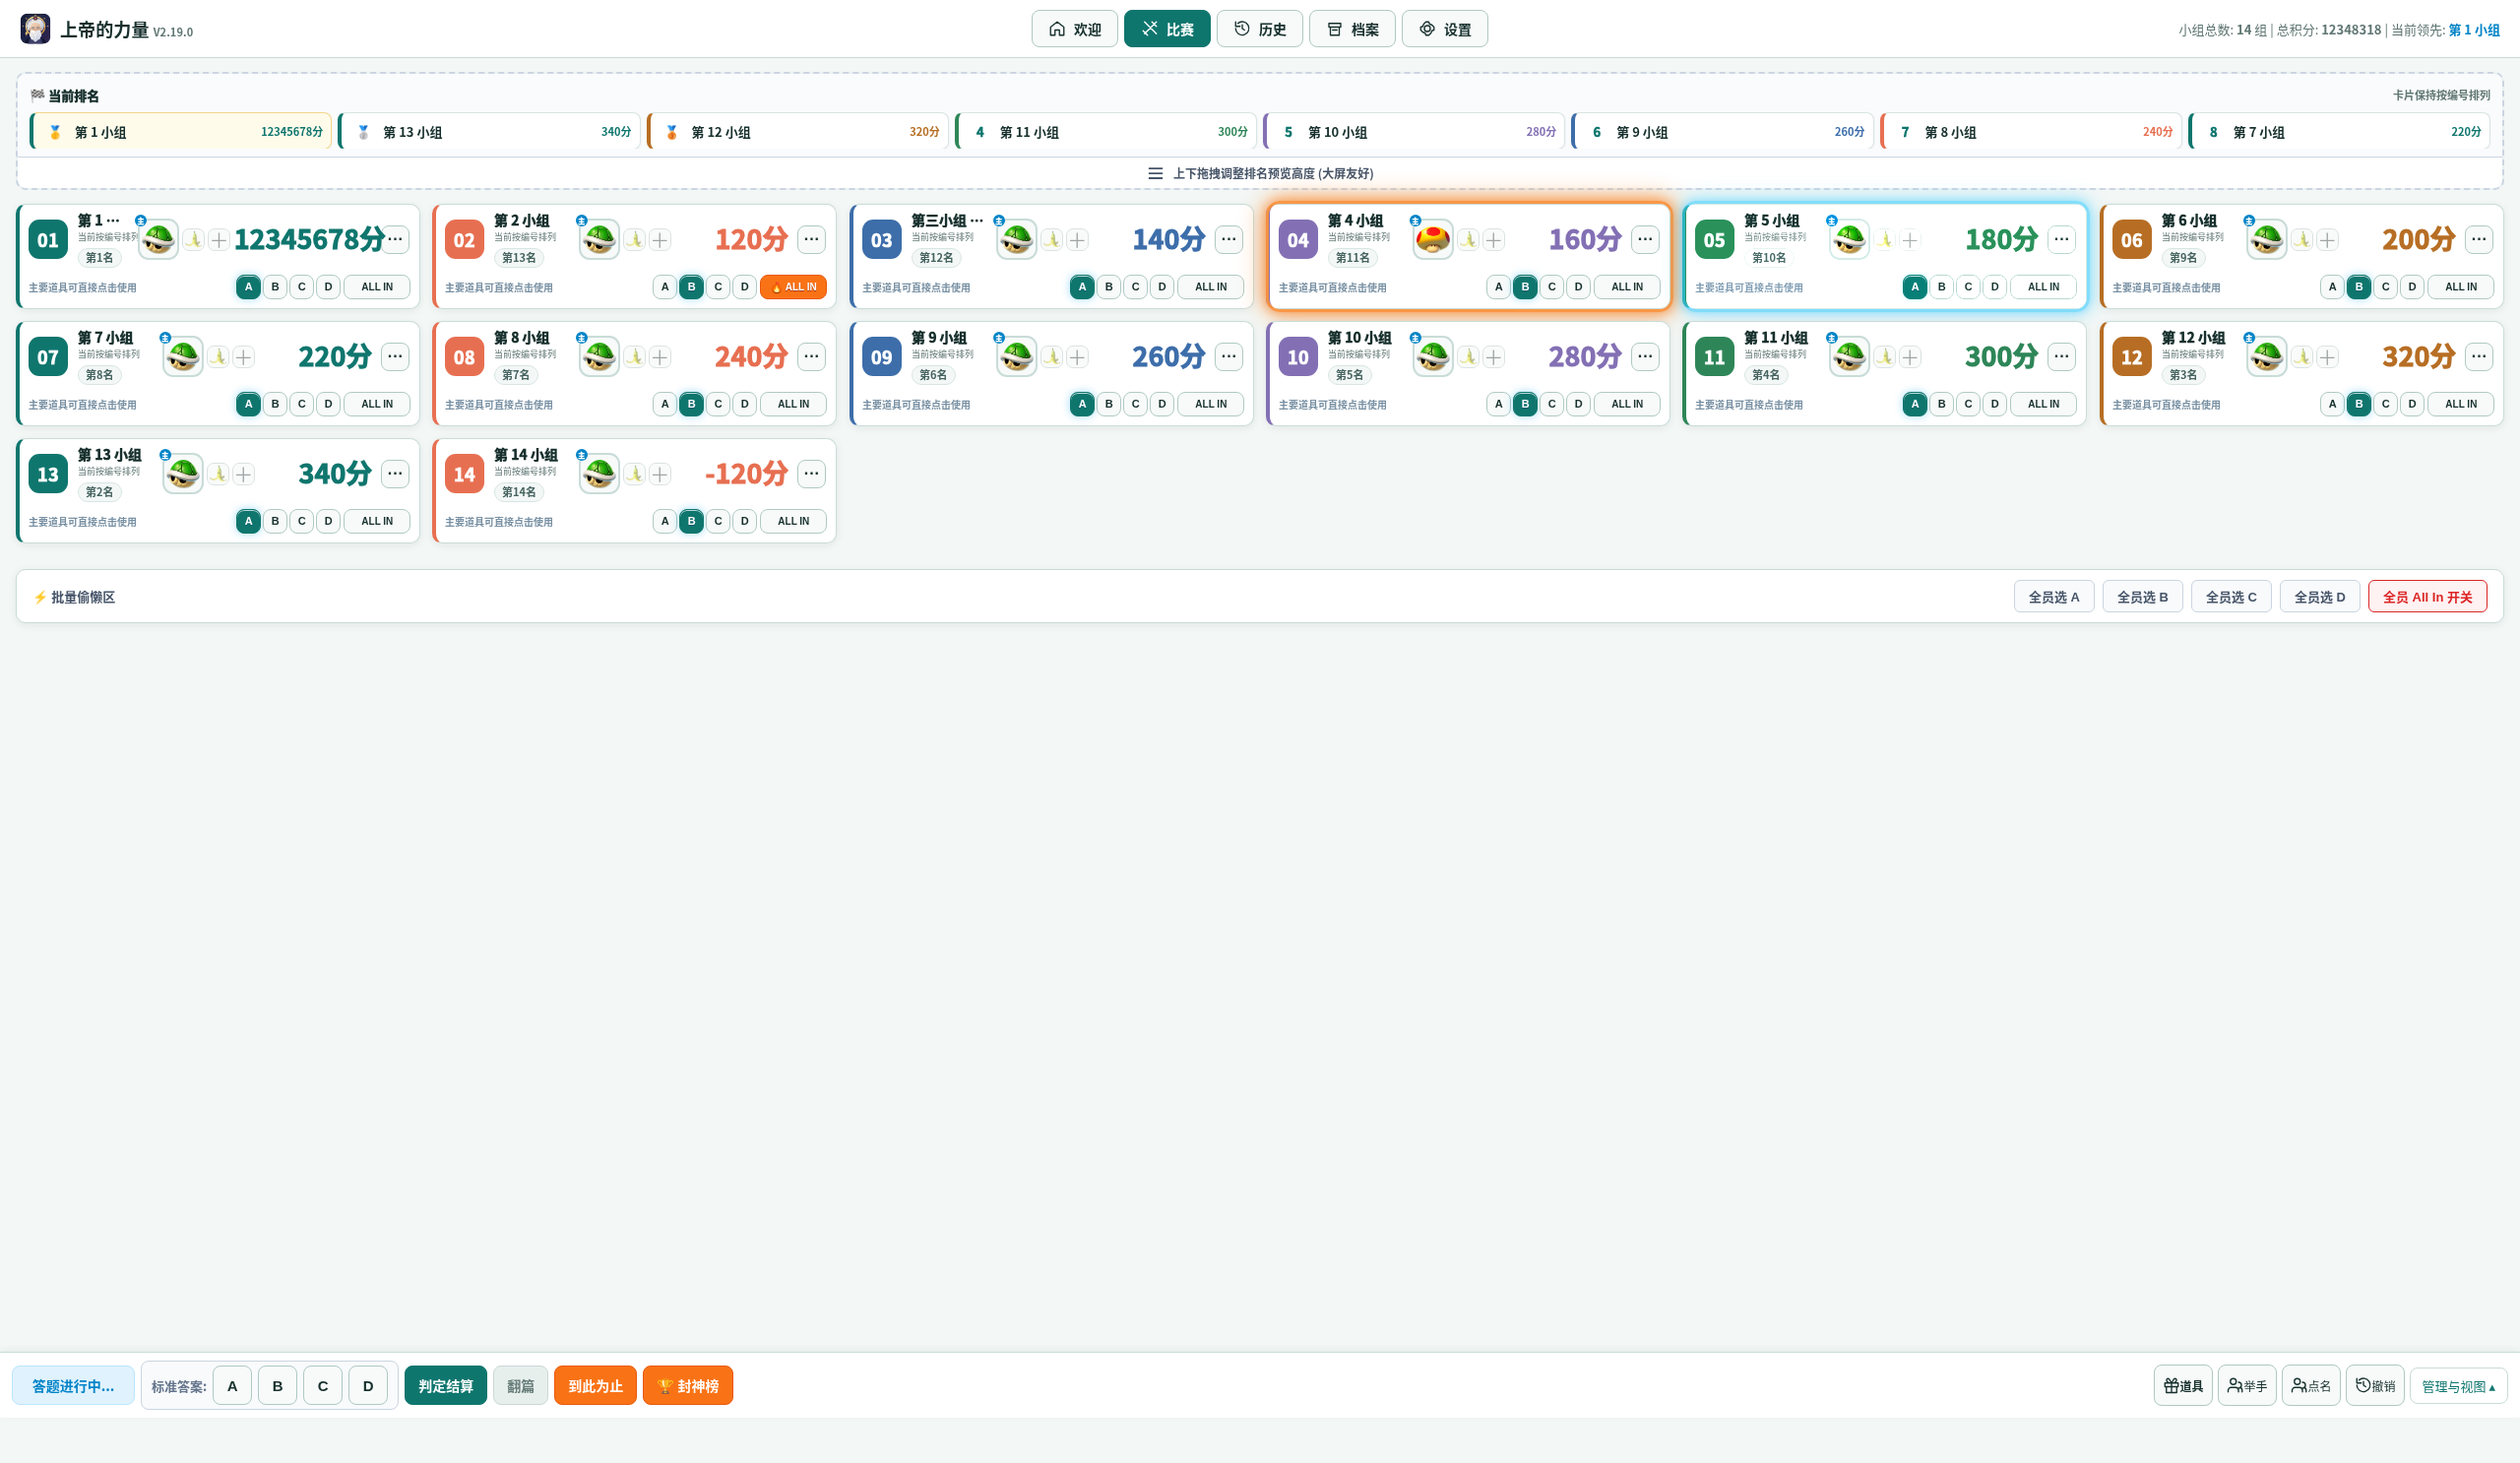 上帝的力量 V2.19.0
欢迎
比赛
历史
档案
设置
小组总数: 14 组 | 总积分: 12348318 | 当前领先: 第 1 小组
当前排名
卡片保持按编号排列
第 1 小组 12345678分
第 13 小组 340分
第 12 小组 320分
4 第 11 小组 300分
5 第 10 小组 280分
6 第 9 小组 260分
7 第 8 小组 240分
8 第 7 小组 220分
上下拖拽调整排名预览高度 (大屏友好)
01 第 1 ··· 当前按编号排列 第1名 主 12345678分 ···
主要道具可直接点击使用 A B C D ALL IN
02 第 2 小组 当前按编号排列 第13名 主 120分 ···
主要道具可直接点击使用 A B C D ALL IN
03 第三小组 ··· 当前按编号排列 第12名 主 140分 ···
主要道具可直接点击使用 A B C D ALL IN
04 第 4 小组 当前按编号排列 第11名 主 160分 ···
主要道具可直接点击使用 A B C D ALL IN
05 第 5 小组 当前按编号排列 第10名 主 180分 ···
主要道具可直接点击使用 A B C D ALL IN
06 第 6 小组 当前按编号排列 第9名 主 200分 ···
主要道具可直接点击使用 A B C D ALL IN
07 第 7 小组 当前按编号排列 第8名 主 220分 ···
主要道具可直接点击使用 A B C D ALL IN
08 第 8 小组 当前按编号排列 第7名 主 240分 ···
主要道具可直接点击使用 A B C D ALL IN
09 第 9 小组 当前按编号排列 第6名 主 260分 ···
主要道具可直接点击使用 A B C D ALL IN
10 第 10 小组 当前按编号排列 第5名 主 280分 ···
主要道具可直接点击使用 A B C D ALL IN
11 第 11 小组 当前按编号排列 第4名 主 300分 ···
主要道具可直接点击使用 A B C D ALL IN
12 第 12 小组 当前按编号排列 第3名 主 320分 ···
主要道具可直接点击使用 A B C D ALL IN
13 第 13 小组 当前按编号排列 第2名 主 340分 ···
主要道具可直接点击使用 A B C D ALL IN
14 第 14 小组 当前按编号排列 第14名 主 -120分 ···
主要道具可直接点击使用 A B C D ALL IN
批量偷懒区
全员选 A
全员选 B
全员选 C
全员选 D
全员 All In 开关
答题进行中...
标准答案: A B C D
判定结算
翻篇
到此为止
封神榜
道具
举手
点名
撤销
管理与视图 ▴